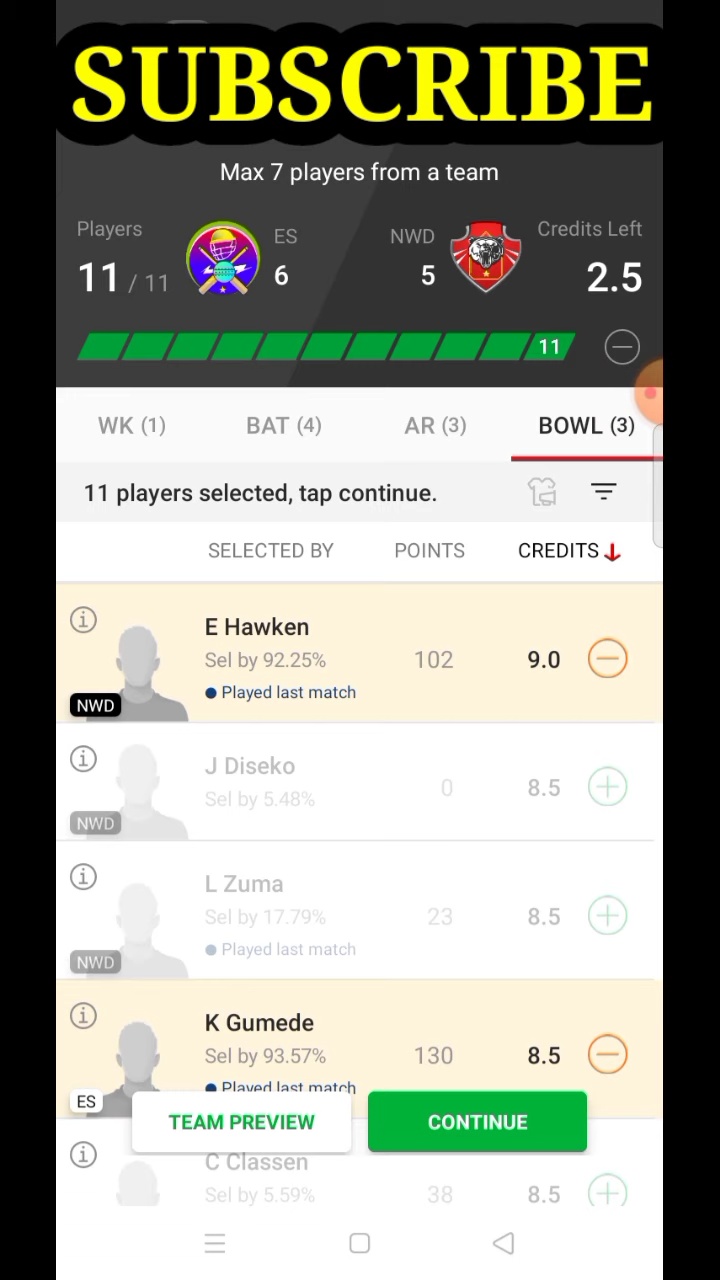 SUBSCRIBE
Max 7 players from a team
Players ES NWD Credits Left
11 / 11 6 5 2.5
11
WK (1) BAT (4) AR (3) BOWL (3)
11 players selected, tap continue.
SELECTED BY POINTS CREDITS
E Hawken
Sel by 92.25% 102 9.0
Played last match
NWD
J Diseko
Sel by 5.48% 0 8.5
NWD
L Zuma
Sel by 17.79% 23 8.5
Played last match
NWD
K Gumede
Sel by 93.57% 130 8.5
Played last match
ES
TEAM PREVIEW CONTINUE
C Classen
Sel by 5.59% 38 8.5